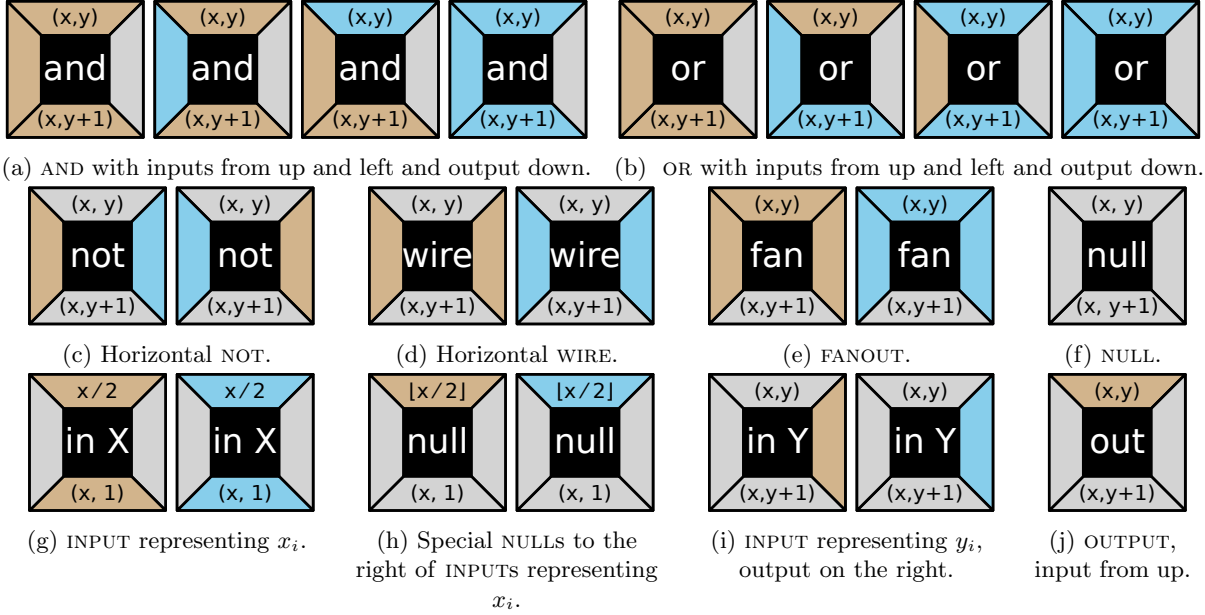 (x,y) (x,y) (x,y) (x,y) (x,y) (x,y) (x,y) (x,y)
and and and and or or or or
(x,y+1) (x,y+1) (x,y+1) (x,y+1) (x,y+1) (x,y+1) (x,y+1) (x,y+1)
(a) AND with inputs from up and left and output down. (b) OR with inputs from up and left and output down.
(x, y) (x, y) (x, y) (x, y) (x,y) (x,y) (x, y)
not not wire wire fan fan null
(x,y+1) (x,y+1) (x,y+1) (x,y+1) (x,y+1) (x,y+1) (x, y+1)
(c) Horizontal NOT. (d) Horizontal WIRE. (e) FANOUT. (f) NULL.
x/2 x/2 ⌊x/2⌋ ⌊x/2⌋ (x,y) (x,y) (x,y)
in X in X null null in Y in Y out
(x, 1) (x, 1) (x, 1) (x, 1) (x,y+1) (x,y+1) (x,y+1)
(g) INPUT representing xᵢ. (h) Special NULLs to the (i) INPUT representing yᵢ, (j) OUTPUT,
right of INPUTs representing output on the right. input from up.
xᵢ.